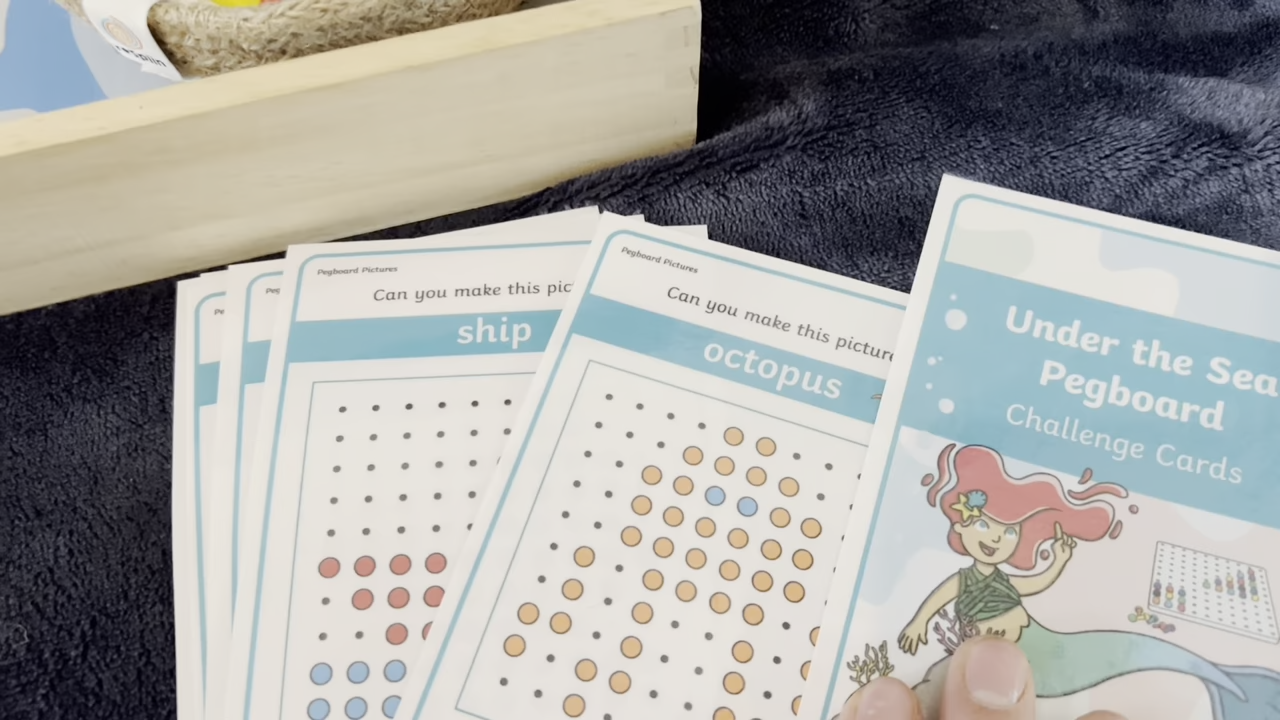 Pegboard Pictures
Can you make this pic
ship
Pegboard Pictures
Can you make this picture
octopus
Under the Sea
Pegboard
Challenge Cards